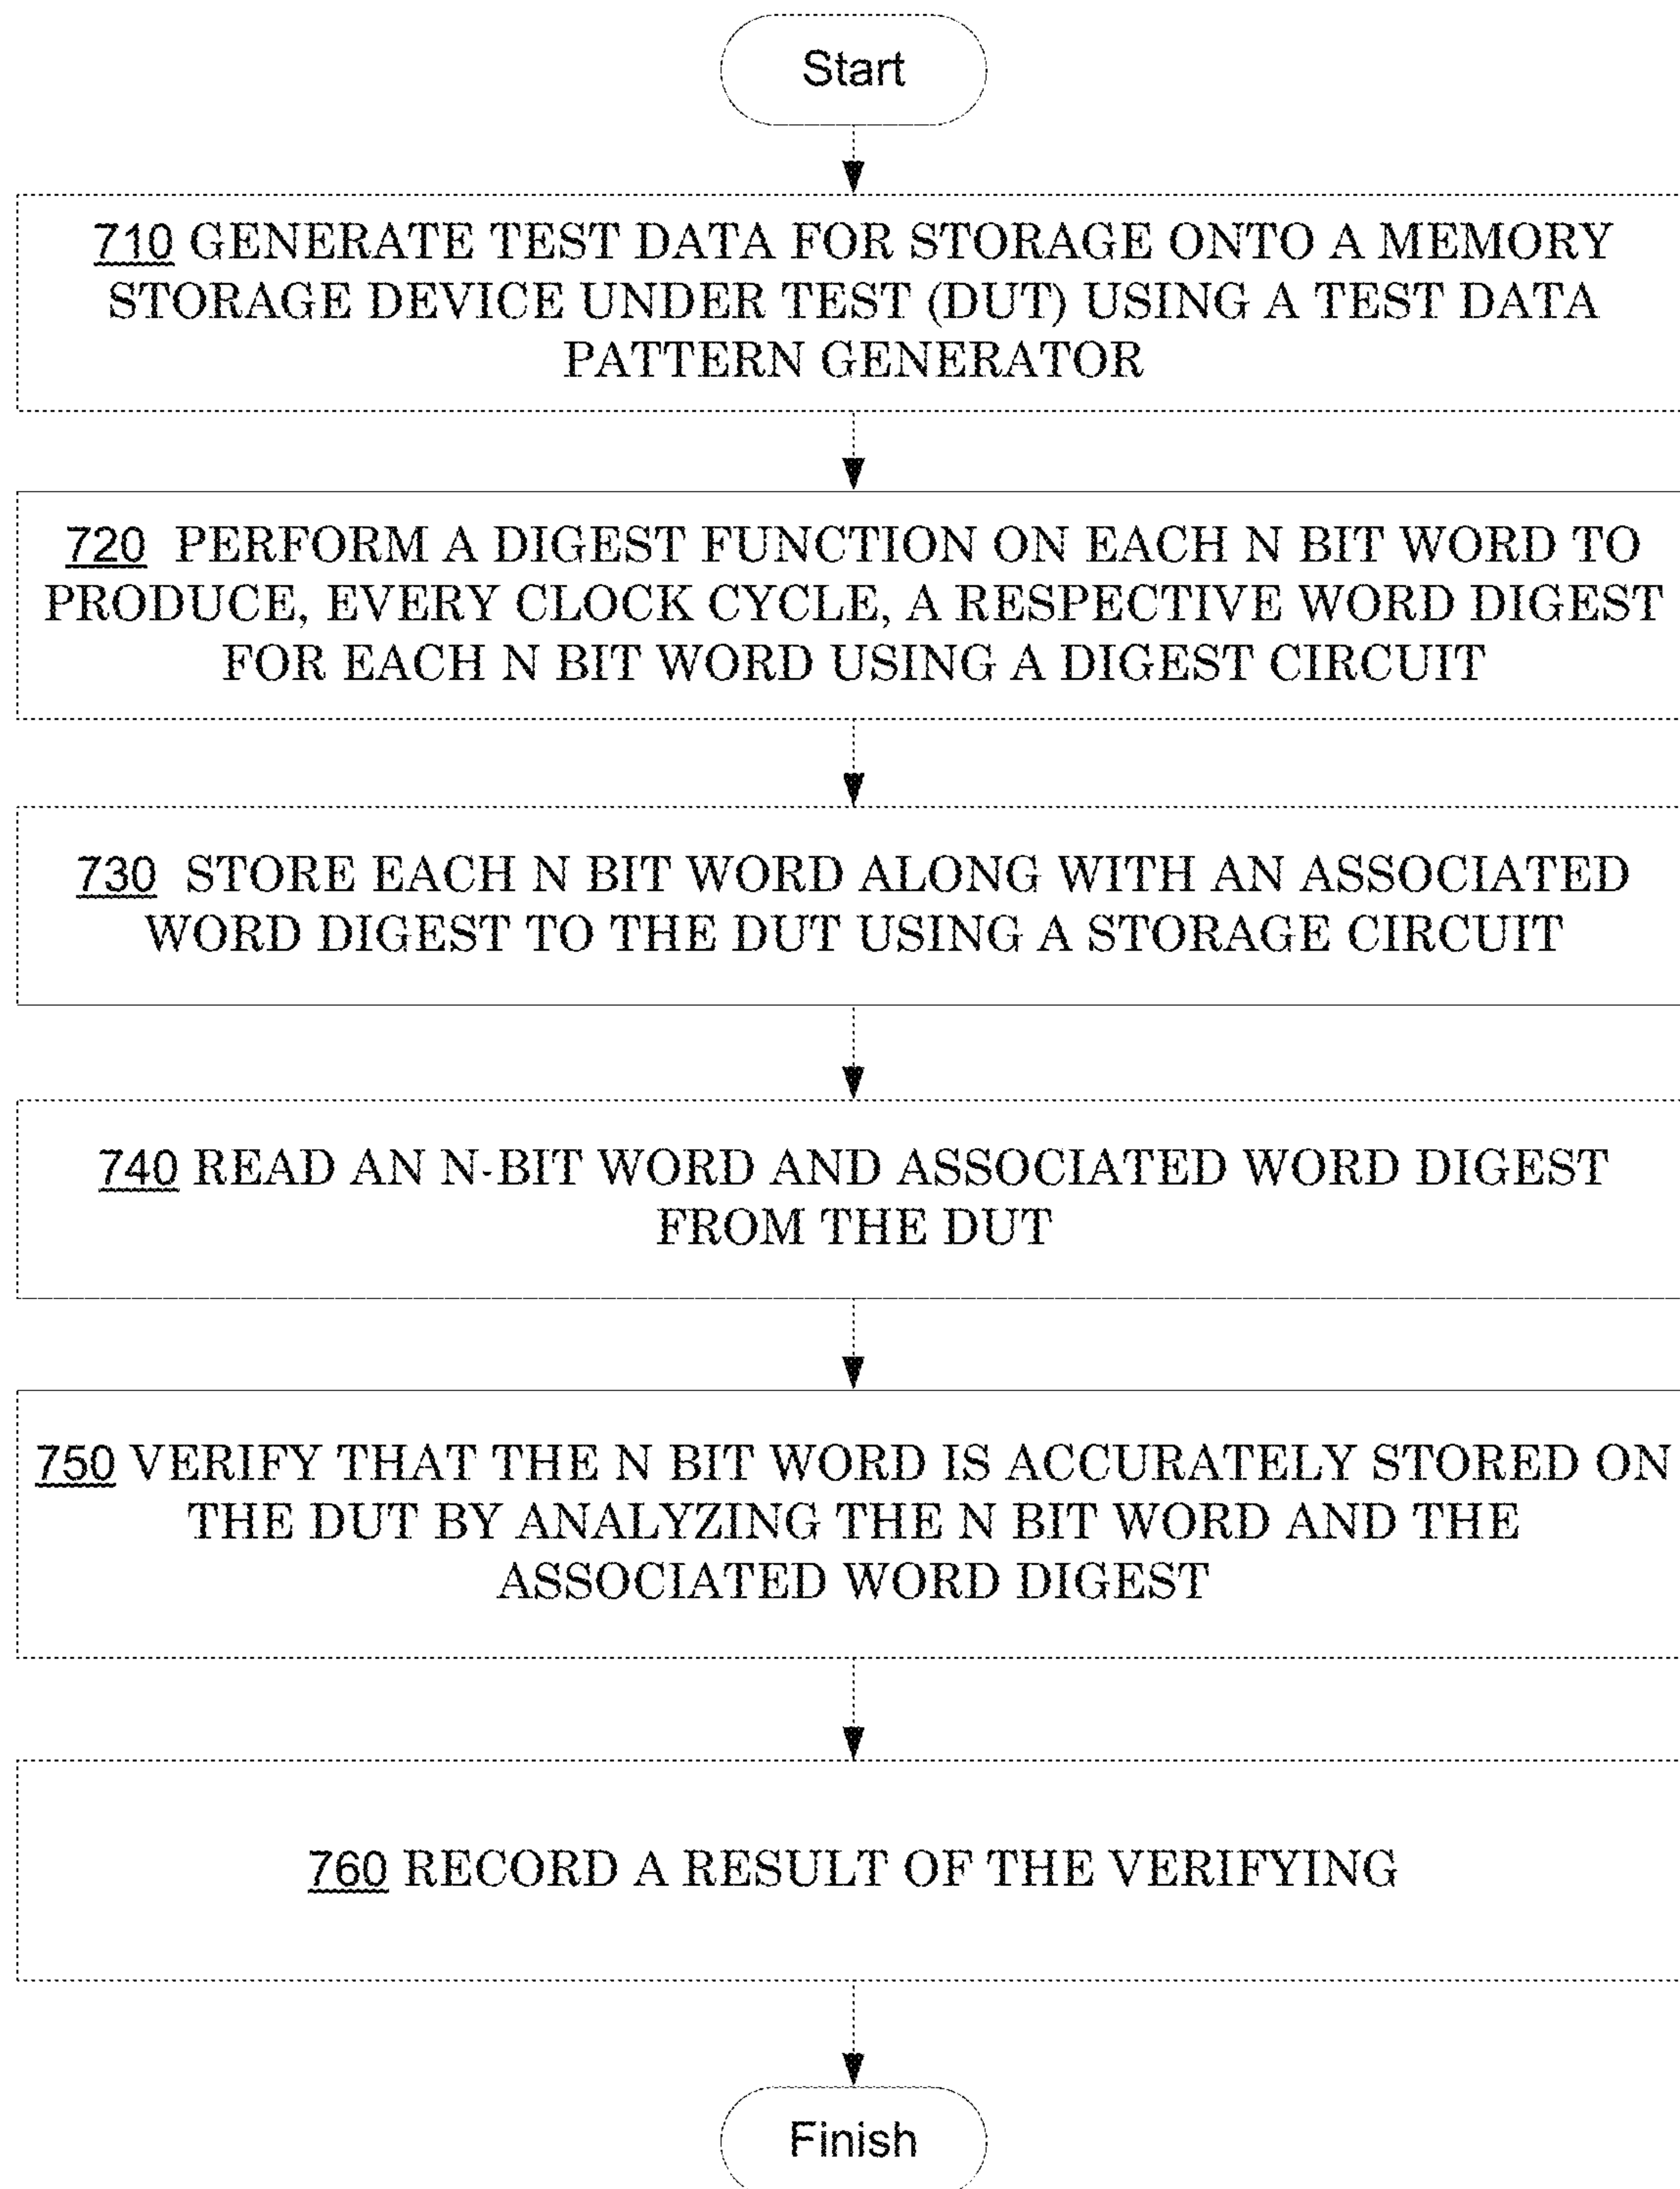 Start
710 GENERATE TEST DATA FOR STORAGE ONTO A MEMORY
STORAGE DEVICE UNDER TEST (DUT) USING A TEST DATA
PATTERN GENERATOR
720 PERFORM A DIGEST FUNCTION ON EACH N BIT WORD TO
PRODUCE, EVERY CLOCK CYCLE, A RESPECTIVE WORD DIGEST
FOR EACH N BIT WORD USING A DIGEST CIRCUIT
730 STORE EACH N BIT WORD ALONG WITH AN ASSOCIATED
WORD DIGEST TO THE DUT USING A STORAGE CIRCUIT
740 READ AN N-BIT WORD AND ASSOCIATED WORD DIGEST
FROM THE DUT
750 VERIFY THAT THE N BIT WORD IS ACCURATELY STORED ON
THE DUT BY ANALYZING THE N BIT WORD AND THE
ASSOCIATED WORD DIGEST
760 RECORD A RESULT OF THE VERIFYING
Finish